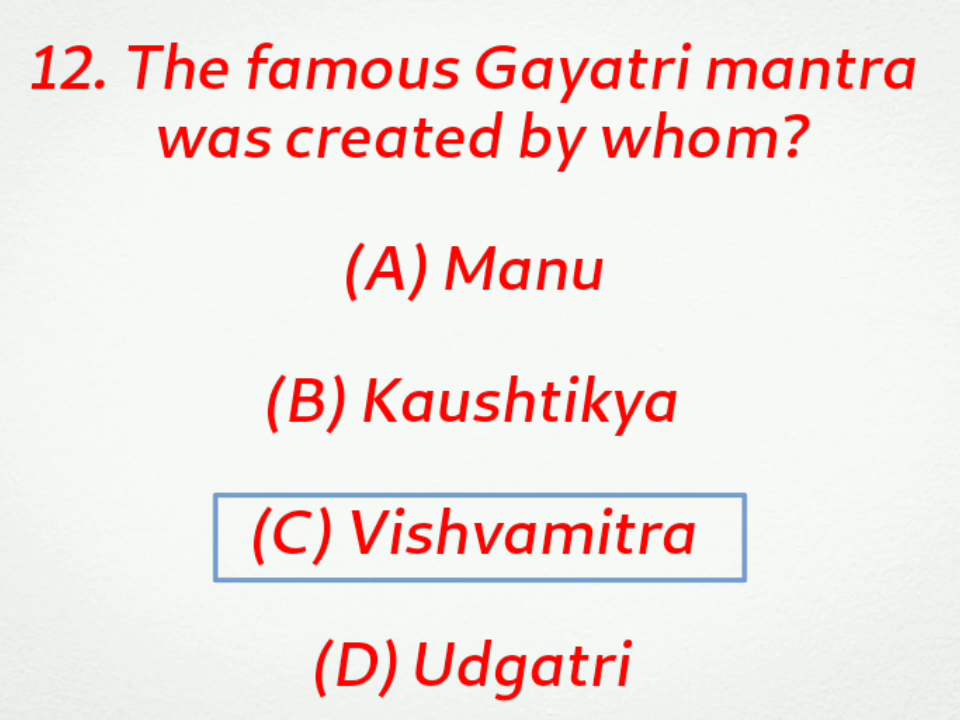 12. The famous Gayatri mantra
was created by whom?
(A) Manu
(B) Kaushtikya
(C) Vishvamitra
(D) Udgatri